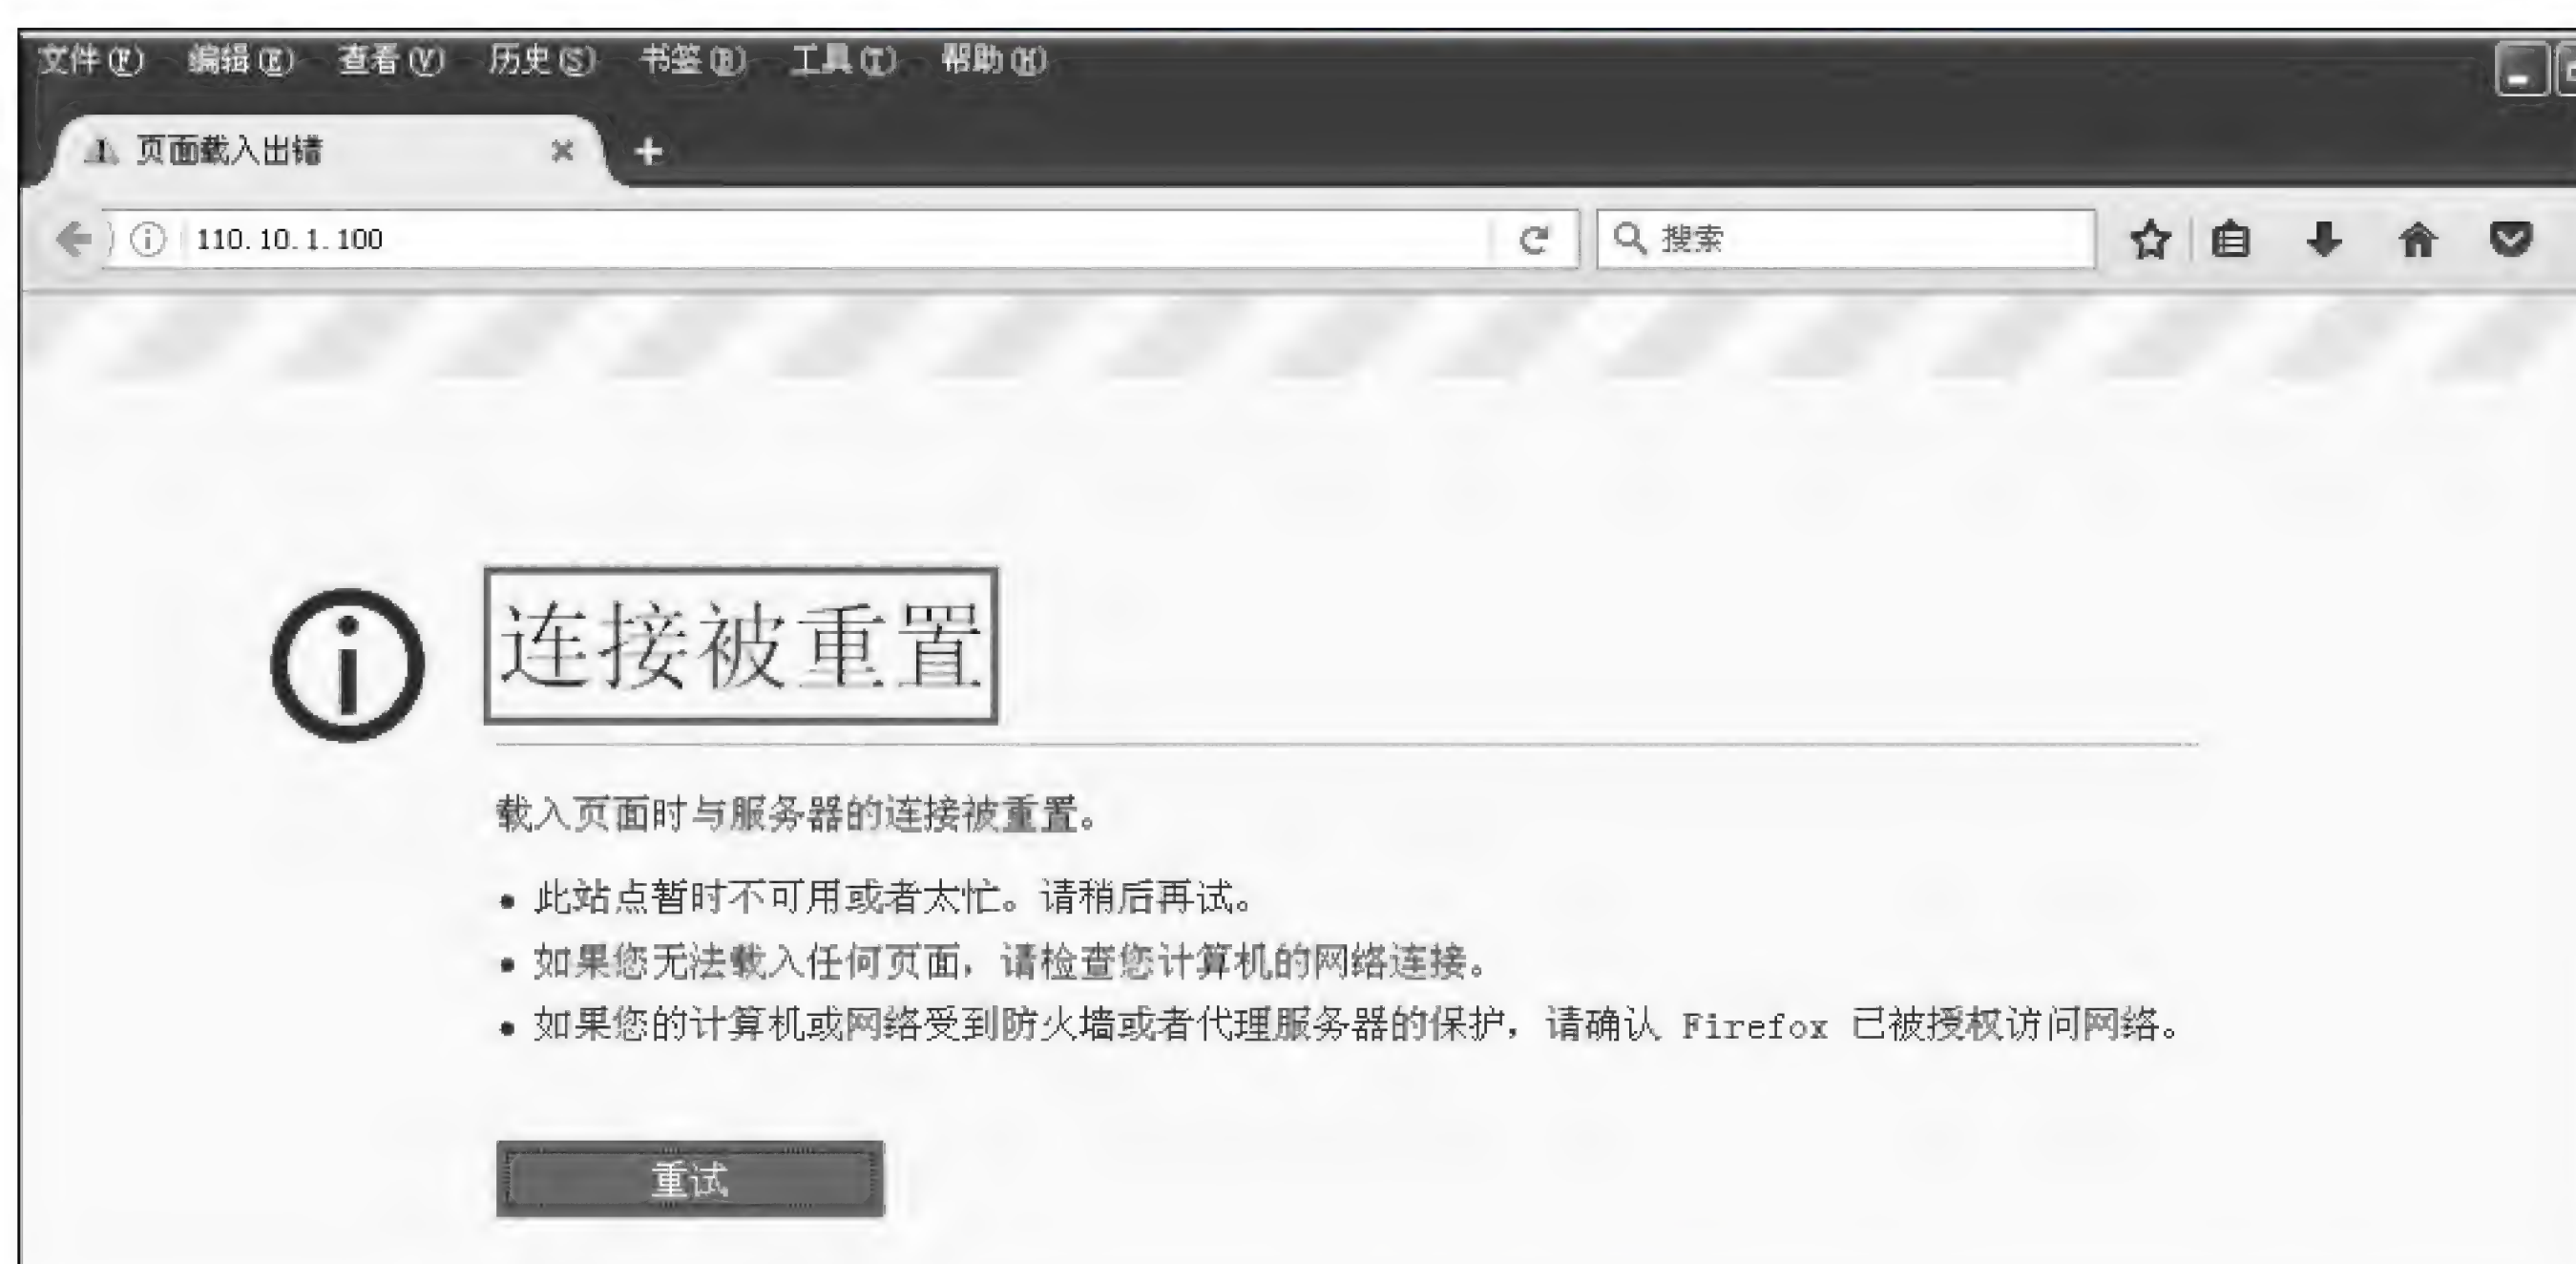 文件(F) 编辑(E) 查看(V) 历史(S) 书签(B) 工具(T) 帮助(H)
页面载入出错
110.10.1.100 搜索
连接被重置
载入页面时与服务器的连接被重置。
• 此站点暂时不可用或者太忙。请稍后再试。
• 如果您无法载入任何页面，请检查您计算机的网络连接。
• 如果您的计算机或网络受到防火墙或者代理服务器的保护，请确认 Firefox 已被授权访问网络。
重试